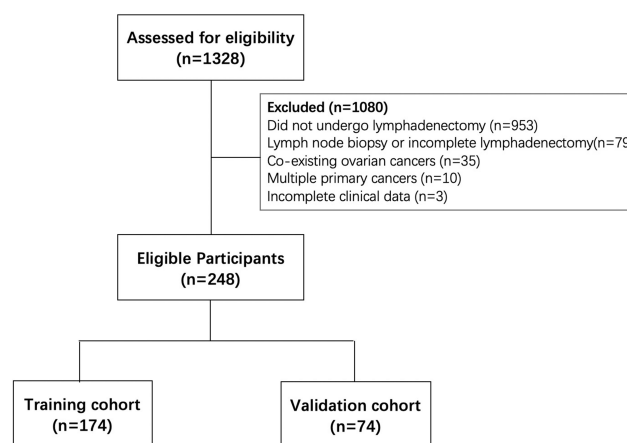 Assessed for eligibility
(n=1328)
Excluded (n=1080)
Did not undergo lymphadenectomy (n=953)
Lymph node biopsy or incomplete lymphadenectomy(n=79
Co-existing ovarian cancers (n=35)
Multiple primary cancers (n=10)
Incomplete clinical data (n=3)
Eligible Participants
(n=248)
Training cohort
(n=174)
Validation cohort
(n=74)